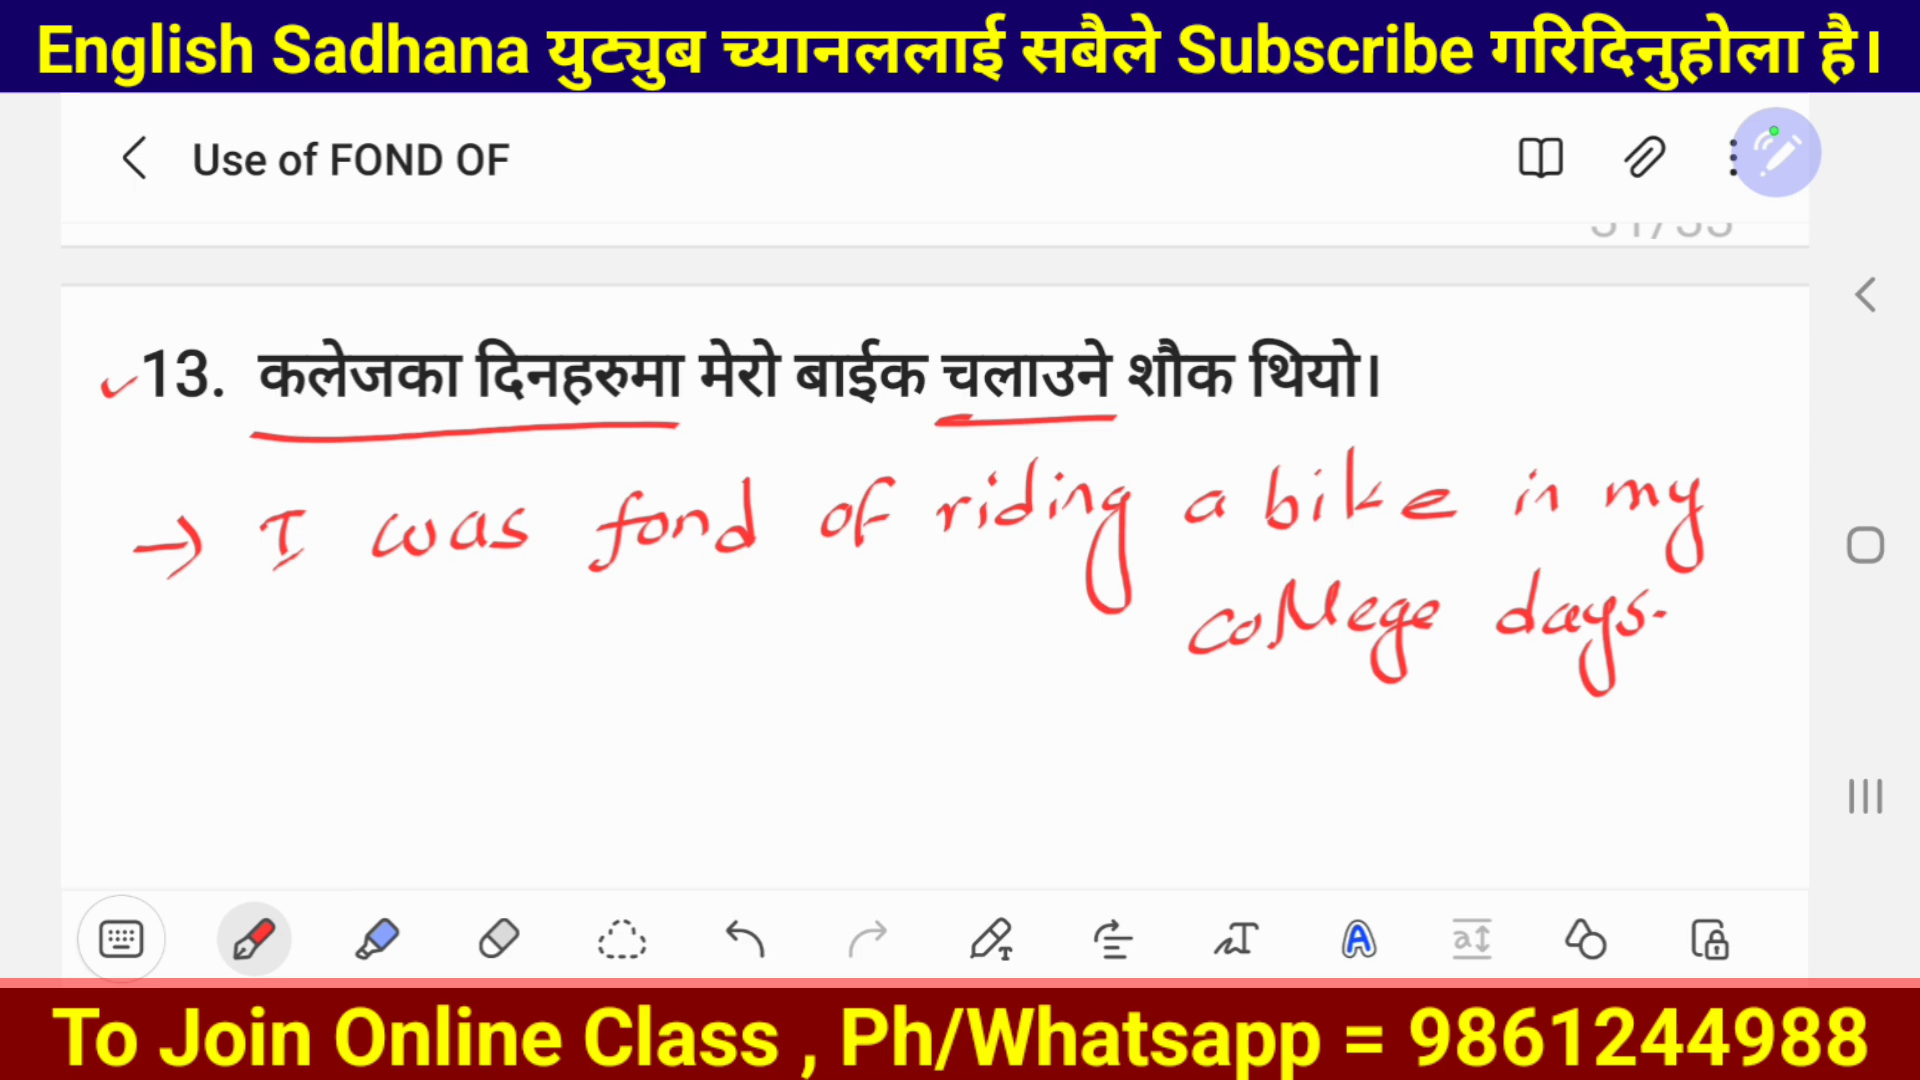 English Sadhana युट्युब च्यानललाई सबैले Subscribe गरिदिनुहोला है।
Use of FOND OF
13. कलेजका दिनहरुमा मेरो बाईक चलाउने शौक थियो।
→ I was fond of riding a bike in my
college days.
To Join Online Class , Ph/Whatsapp = 9861244988